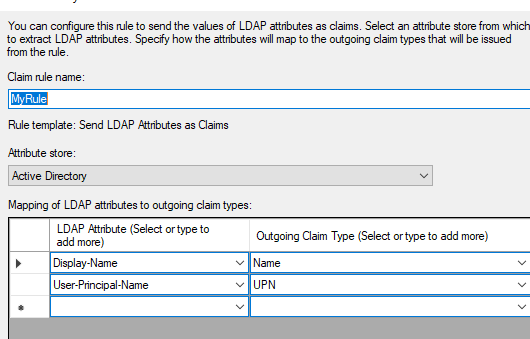 You can configure this rule to send the values of LDAP attributes as claims. Select an attribute store from which
to extract LDAP attributes. Specify how the attributes will map to the outgoing claim types that will be issued
from the rule.
Claim rule name:
MyRule
Rule template: Send LDAP Attributes as Claims
Attribute store:
Active Directory
Mapping of LDAP attributes to outgoing claim types:
LDAP Attribute (Select or type to
add more)
Outgoing Claim Type (Select or type to add more)
Display-Name
Name
User-Principal-Name
UPN